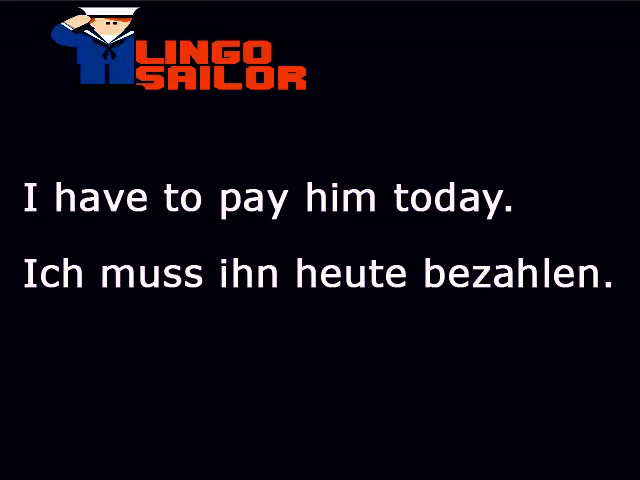 LINGO
SAILOR
I have to pay him today.
Ich muss ihn heute bezahlen.